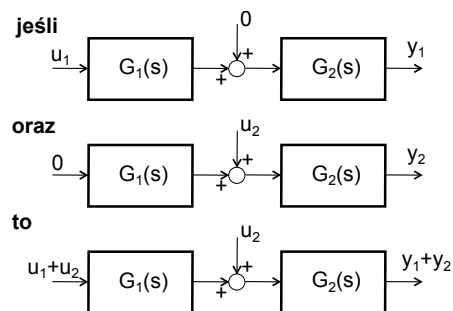 jeśli
0
u₁ G₁(s) + + G₂(s) y₁
oraz
u₂
0 G₁(s) + + G₂(s) y₂
to
u₂
u₁+u₂ G₁(s) + + G₂(s) y₁+y₂